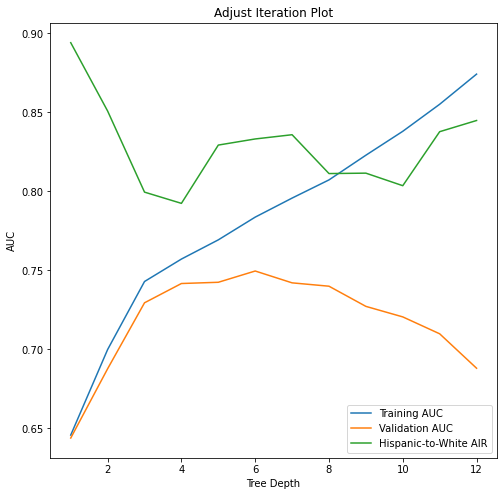 Adjust Iteration Plot
0.90
0.85
0.80
0.75
0.70
0.65
AUC
2 4 6 8 10 12
Tree Depth
Training AUC
Validation AUC
Hispanic-to-White AIR